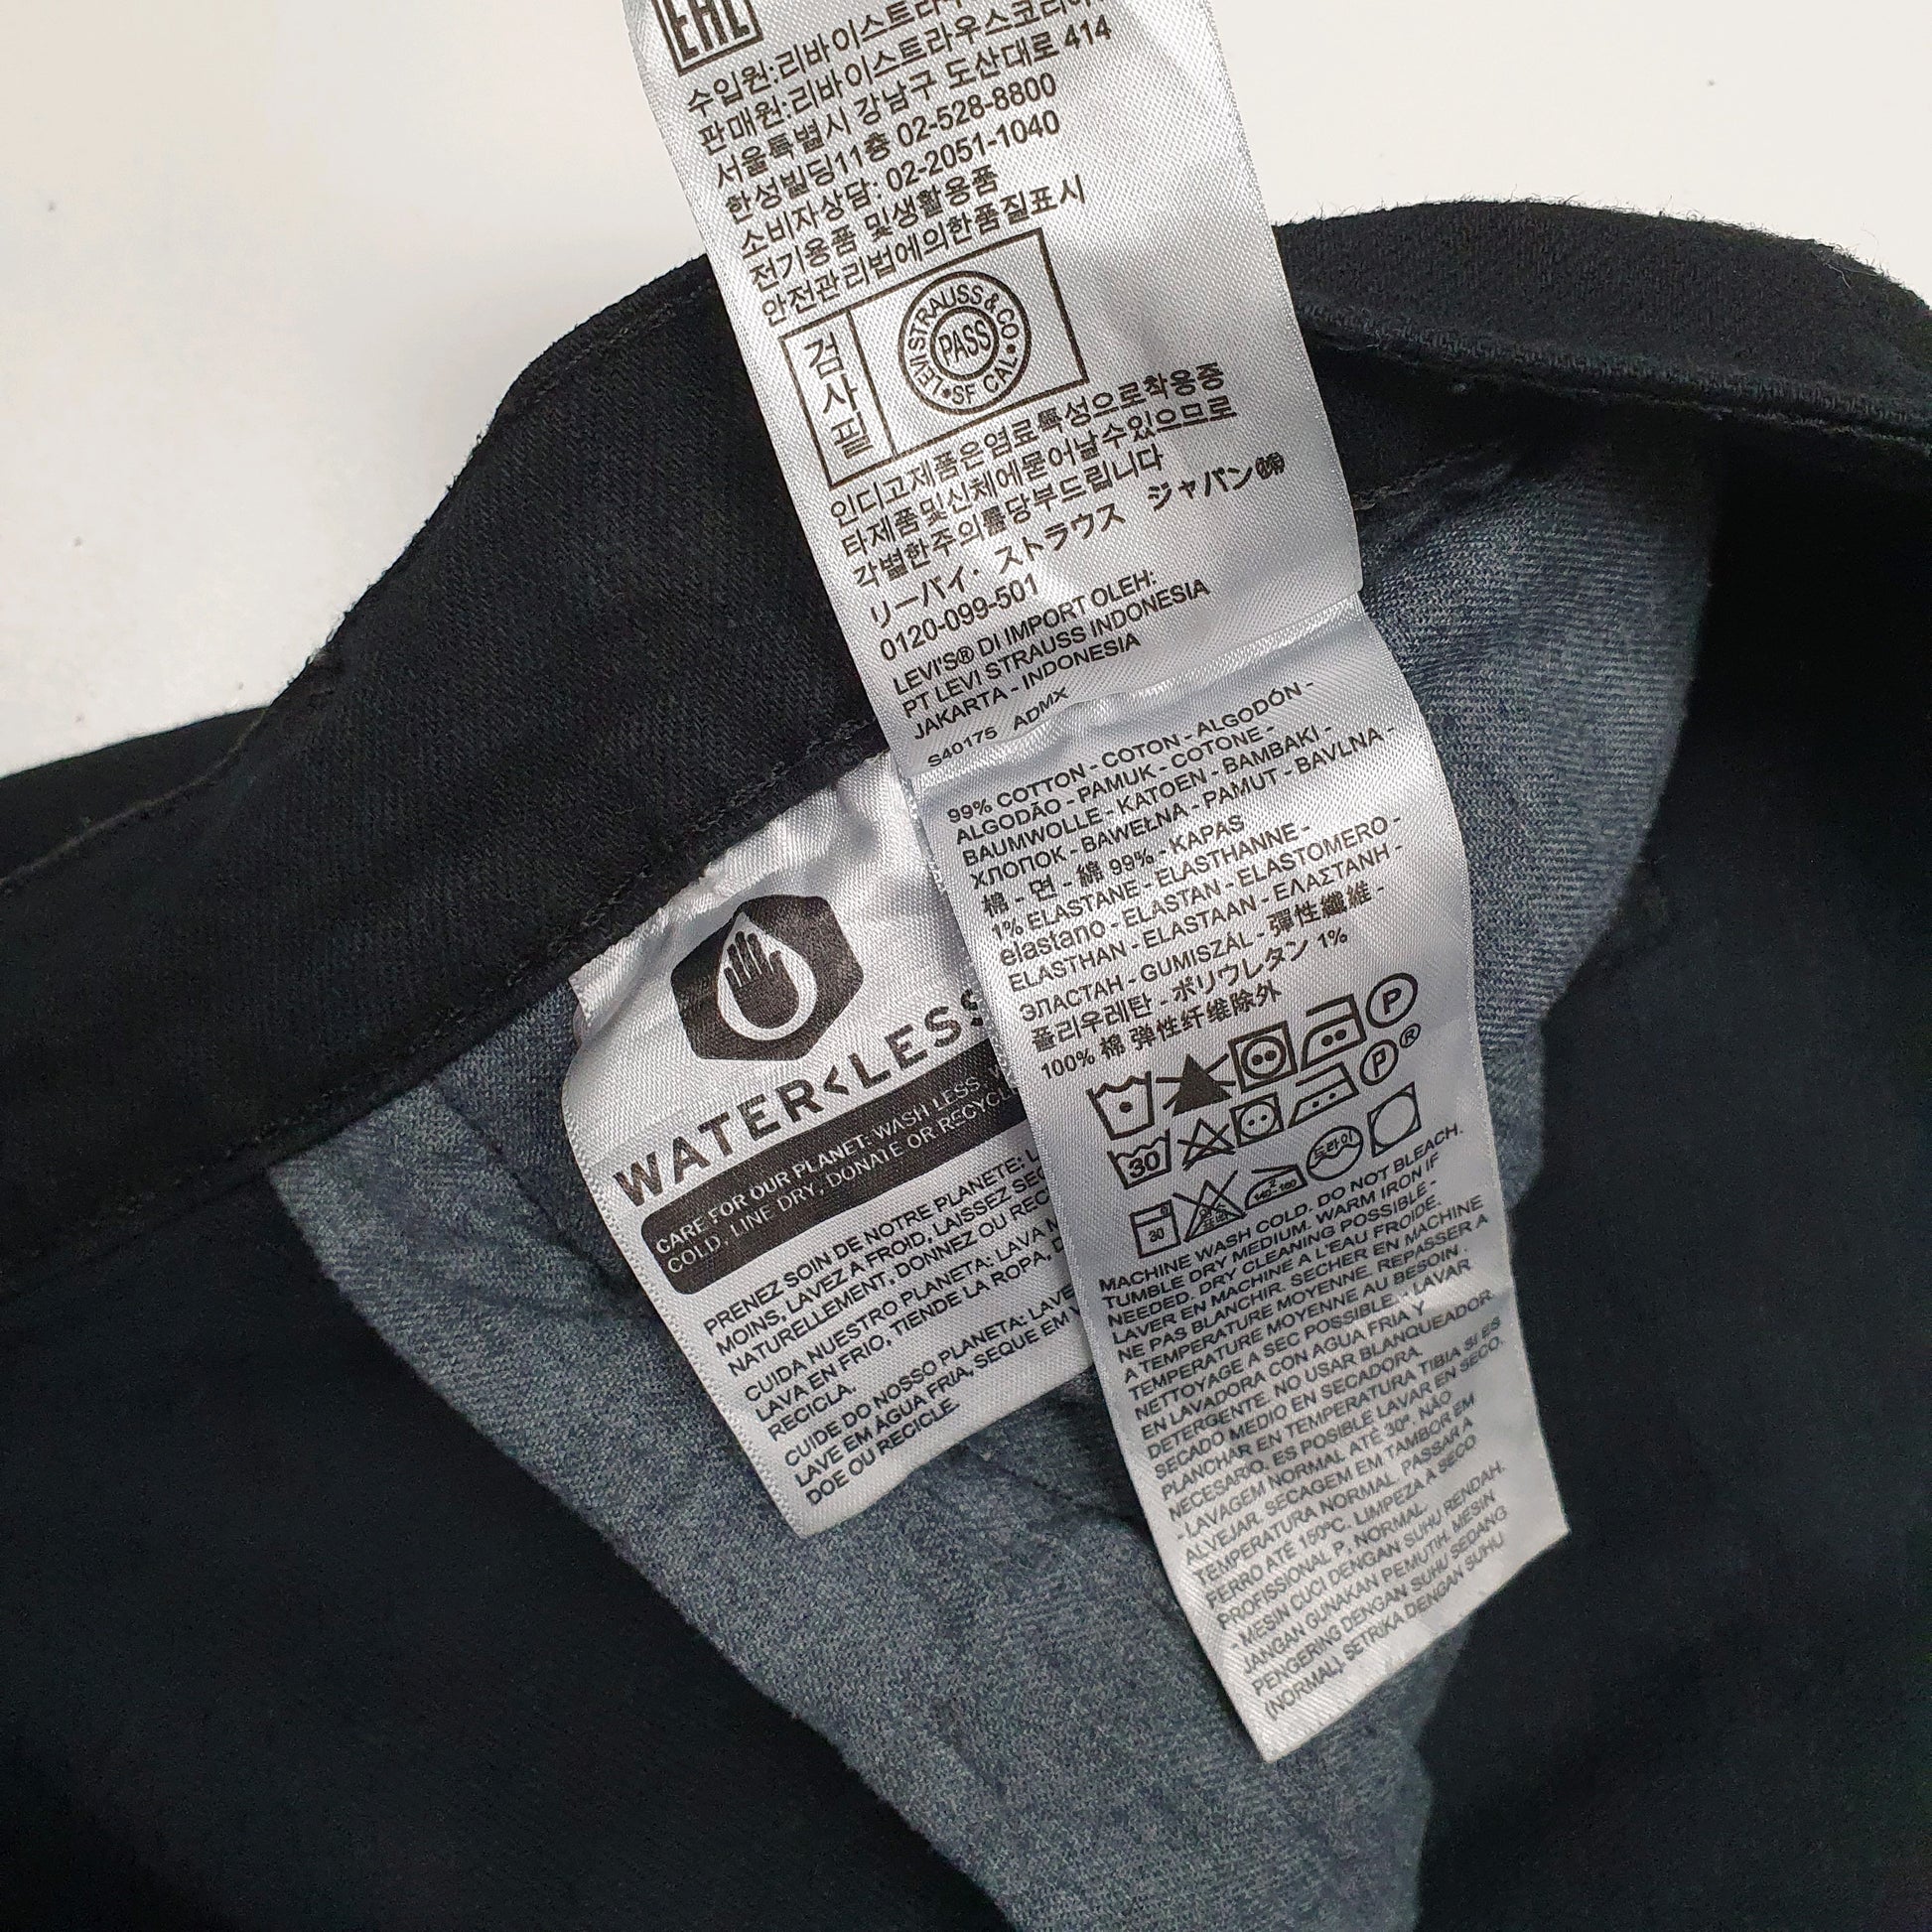 EAC
수입원:리바이스트라우
판매원:리바이스트라우스코리아
서울특별시 강남구 도산대로 414
한성빌딩11층 02-528-8800
소비자상담: 02-2051-1040
전기용품 및생활용품
안전관리법에의한품질표시
검사필
LEVI STRAUSS & CO
PASS
•SF CAL•
인디고제품은염료특성으로착용중
타제품및신체에묻어날수있으므로
각별한주의를당부드립니다
リーバイ・ストラウス ジャパン㈱
0120-099-501
LEVI'S® DI IMPORT OLEH:
PT LEVI STRAUSS INDONESIA
JAKARTA - INDONESIA
S40175 ADMX
99% COTTON - COTON - ALGODÓN -
ALGODÃO - PAMUK - COTONE -
BAUMWOLLE - KATOEN - BAMBAKI -
ХЛОПОК - BAWEŁNA - PAMUT - BAVLNA -
棉 - 면 - 綿 99% - KAPAS
1% ELASTANE - ELASTHANNE -
elastano - ELASTAN - ELASTOMERO -
ELASTHAN - ELASTAAN - ΕΛΑΣΤΑΝΗ -
ЭЛАСТАН - GUMISZÁL - 彈性纖維 -
폴리우레탄 - ポリウレタン 1%
100% 棉 弹性纤维除外
P
30 P ®
30 140-160 드라이
MACHINE WASH COLD. DO NOT BLEACH.
TUMBLE DRY MEDIUM. WARM IRON IF
NEEDED. DRY CLEANING POSSIBLE -
LAVER EN MACHINE A L'EAU FROIDE.
NE PAS BLANCHIR. SECHER EN MACHINE
A TEMPERATURE MOYENNE. REPASSER A
TEMPERATURE MOYENNE AU BESOIN.
NETTOYAGE A SEC POSSIBLE. - LAVAR
EN LAVADORA CON AGUA FRIA Y
DETERGENTE. NO USAR BLANQUEADOR.
SECADO MEDIO EN SECADORA.
PLANCHAR EN TEMPERATURA TIBIA SI ES
NECESARIO. ES POSIBLE LAVAR EN SECO.
- LAVAGEM NORMAL ATÉ 30º. NÃO
ALVEJAR. SECAGEM EM TAMBOR EM
TEMPERATURA NORMAL. PASSAR A
FERRO ATÉ 150ºC. LIMPEZA A SECO
PROFISSIONAL P, NORMAL.
- MESIN CUCI DENGAN SUHU RENDAH.
JANGAN GUNAKAN PEMUTIH. MESIN
PENGERING DENGAN SUHU SEDANG
(NORMAL). SETRIKA DENGAN SUHU
WATER<LESS
CARE FOR OUR PLANET: WASH LESS,
COLD, LINE DRY, DONATE OR RECYCL
PRENEZ SOIN DE NOTRE PLANETE: L
MOINS, LAVEZ A FROID, LAISSEZ SE
NATURELLEMENT, DONNEZ OU REC
CUIDA NUESTRO PLANETA: LAVA M
LAVA EN FRIO, TIENDE LA ROPA, D
RECICLA.
CUIDE DO NOSSO PLANETA: LAVE
LAVE EM ÁGUA FRIA, SEQUE EM V
DOE OU RECICLE.